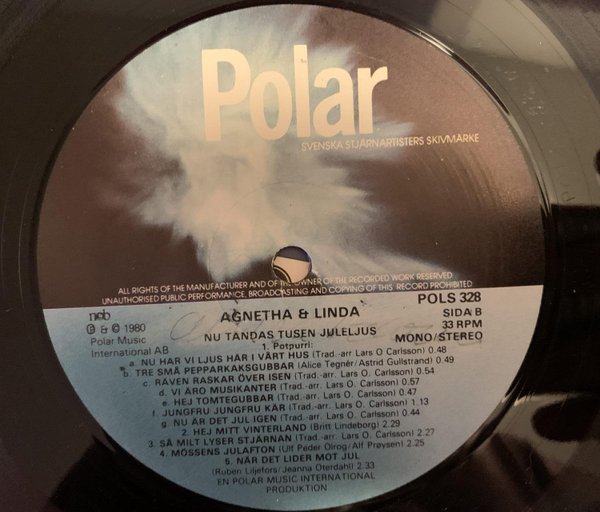 Polar
SVENSKA STJÄRNARTISTERS SKIVMÄRKE
ALL RIGHTS OF THE MANUFACTURER AND OF THE OWNER OF THE RECORDED WORK RESERVED
UNAUTHORISED PUBLIC PERFORMANCE, BROADCASTING AND COPYING OF THIS RECORD PROHIBITED
ncb
AGNETHA & LINDA
POLS 328
Ⓟ & © 1980
Polar Music
International AB
SIDA B
33 RPM
MONO/STEREO
NU TÄNDAS TUSEN JULELJUS
1. Potpurri:
a. NU HAR VI LJUS HÄR I VÅRT HUS (Trad.-arr Lars O Carlsson) 0.48
b. TRE SMÅ PEPPARKAKSGUBBAR (Alice Tegnér/Astrid Gullstrand) 0.49
c. RÄVEN RASKAR ÖVER ISEN (Trad.-arr. Lars O. Carlsson) 0.54
d. VI ÄRO MUSIKANTER (Trad.-arr. Lars O Carlsson) 0.57
e. HEJ TOMTEGUBBAR (Trad.-arr. Lars O. Carlsson) 0.47
f. JUNGFRU JUNGFRU KÄR (Trad.-arr. Lars O. Carlsson) 1.13
g. NU ÄR DET JUL IGEN (Trad.-arr. Lars O. Carlsson) 0.44
2. HEJ MITT VINTERLAND (Britt Lindeborg) 2.29
3. SÅ MILT LYSER STJÄRNAN (Trad.-arr. Lars O. Carlsson) 2.27
4. MÖSSENS JULAFTON (Ulf Peder Olrog/Alf Prøysen) 2.25
5. NÄR DET LIDER MOT JUL
(Ruben Liljefors/Jeanna Oterdahl) 2.33
EN POLAR MUSIC INTERNATIONAL
PRODUKTION